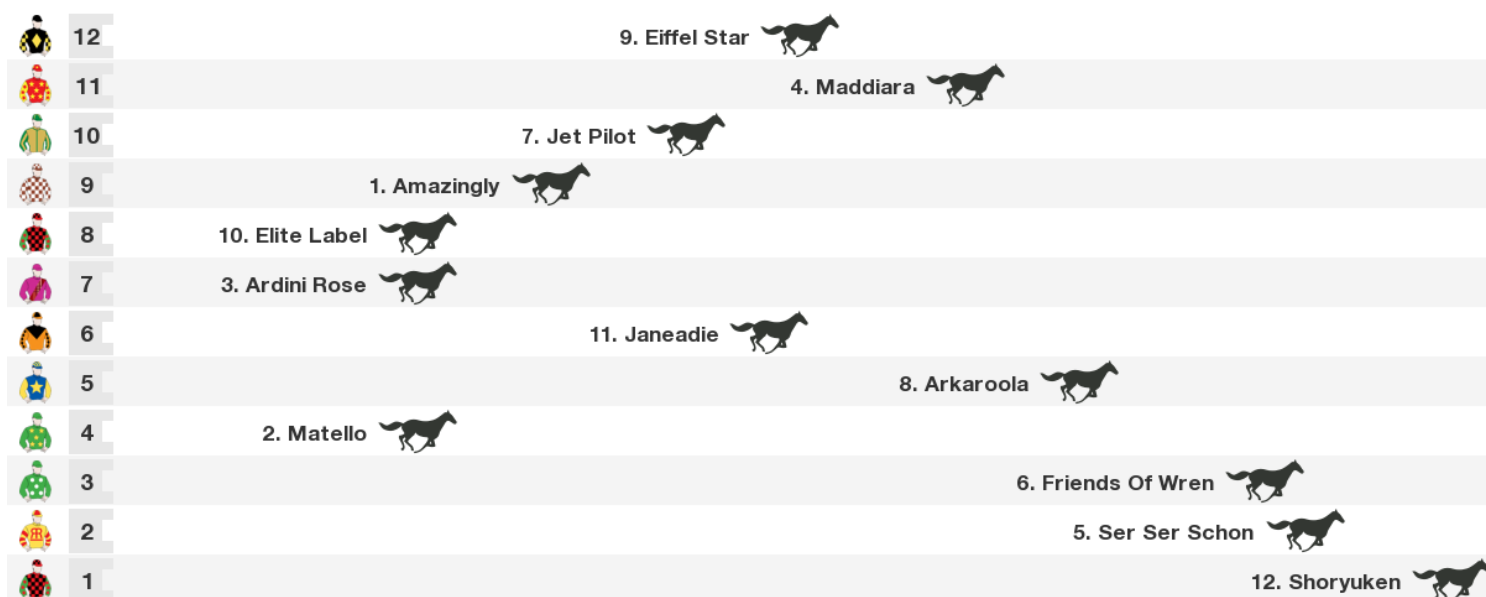 12 9. Eiffel Star
11 4. Maddiara
10 7. Jet Pilot
9 1. Amazingly
8 10. Elite Label
7 3. Ardini Rose
6 11. Janeadie
5 8. Arkaroola
4 2. Matello
3 6. Friends Of Wren
2 5. Ser Ser Schon
1 12. Shoryuken